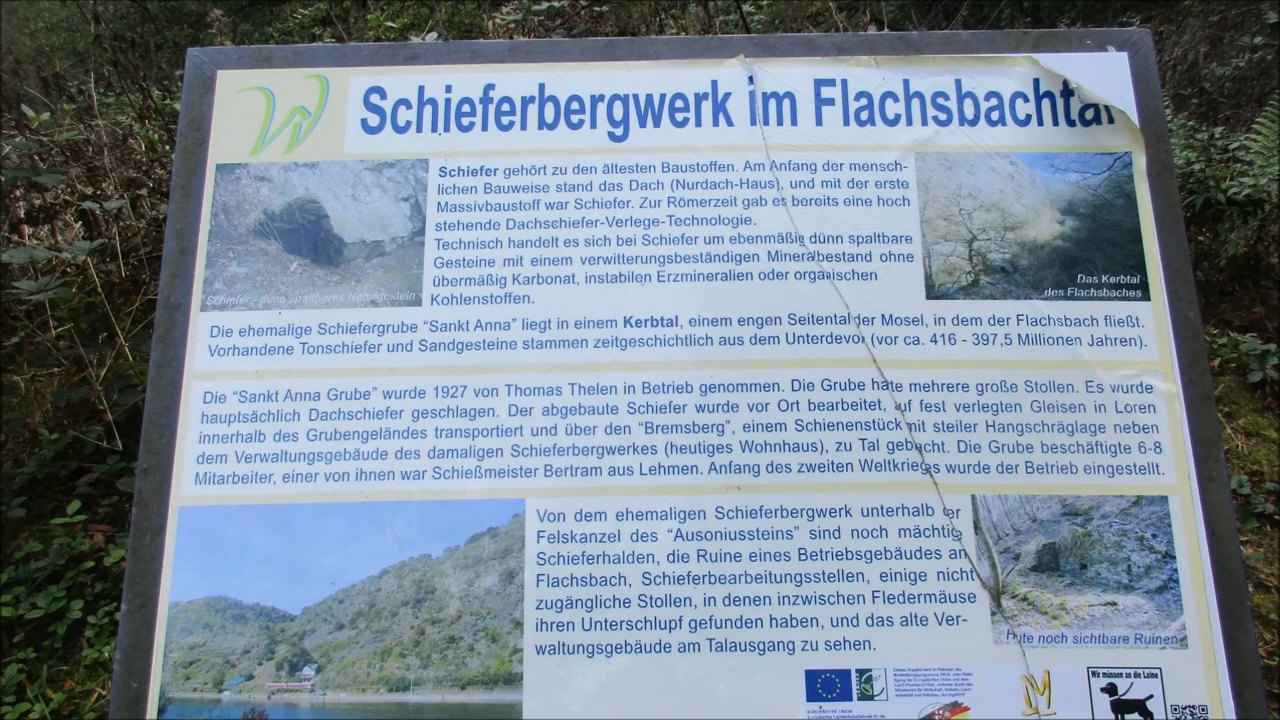 Schieferbergwerk im Flachsbachtal
Schiefer gehört zu den ältesten Baustoffen. Am Anfang der mensch-
lichen Bauweise stand das Dach (Nurdach-Haus), und mit der erste
Massivbaustoff war Schiefer. Zur Römerzeit gab es bereits eine hoch
stehende Dachschiefer-Verlege-Technologie.
Technisch handelt es sich bei Schiefer um ebenmäßig dünn spaltbare
Gesteine mit einem verwitterungsbeständigen Mineralbestand ohne
übermäßig Karbonat, instabilen Erzmineralien oder organischen
Kohlenstoffen.
Schiefer - dünn spaltbares Naturgestein
Das Kerbtal
des Flachsbaches
Die ehemalige Schiefergrube “Sankt Anna” liegt in einem Kerbtal, einem engen Seitental der Mosel, in dem der Flachsbach fließt.
Vorhandene Tonschiefer und Sandgesteine stammen zeitgeschichtlich aus dem Unterdevon (vor ca. 416 - 397,5 Millionen Jahren).
Die “Sankt Anna Grube” wurde 1927 von Thomas Thelen in Betrieb genommen. Die Grube hate mehrere große Stollen. Es wurde
hauptsächlich Dachschiefer geschlagen. Der abgebaute Schiefer wurde vor Ort bearbeitet, auf fest verlegten Gleisen in Loren
innerhalb des Grubengeländes transportiert und über den “Bremsberg”, einem Schienenstück mit steiler Hangschräglage neben
dem Verwaltungsgebäude des damaligen Schieferbergwerkes (heutiges Wohnhaus), zu Tal gebracht. Die Grube beschäftigte 6-8
Mitarbeiter, einer von ihnen war Schießmeister Bertram aus Lehmen. Anfang des zweiten Weltkrieges wurde der Betrieb eingestellt.
Von dem ehemaligen Schieferbergwerk unterhalb der
Felskanzel des “Ausoniussteins” sind noch mächtige
Schieferhalden, die Ruine eines Betriebsgebäudes am
Flachsbach, Schieferbearbeitungsstellen, einige nicht
zugängliche Stollen, in denen inzwischen Fledermäuse
ihren Unterschlupf gefunden haben, und das alte Ver-
waltungsgebäude am Talausgang zu sehen.
Heute noch sichtbare Ruinen
EUROPÄISCHE UNION
Wir müssen an die Leine